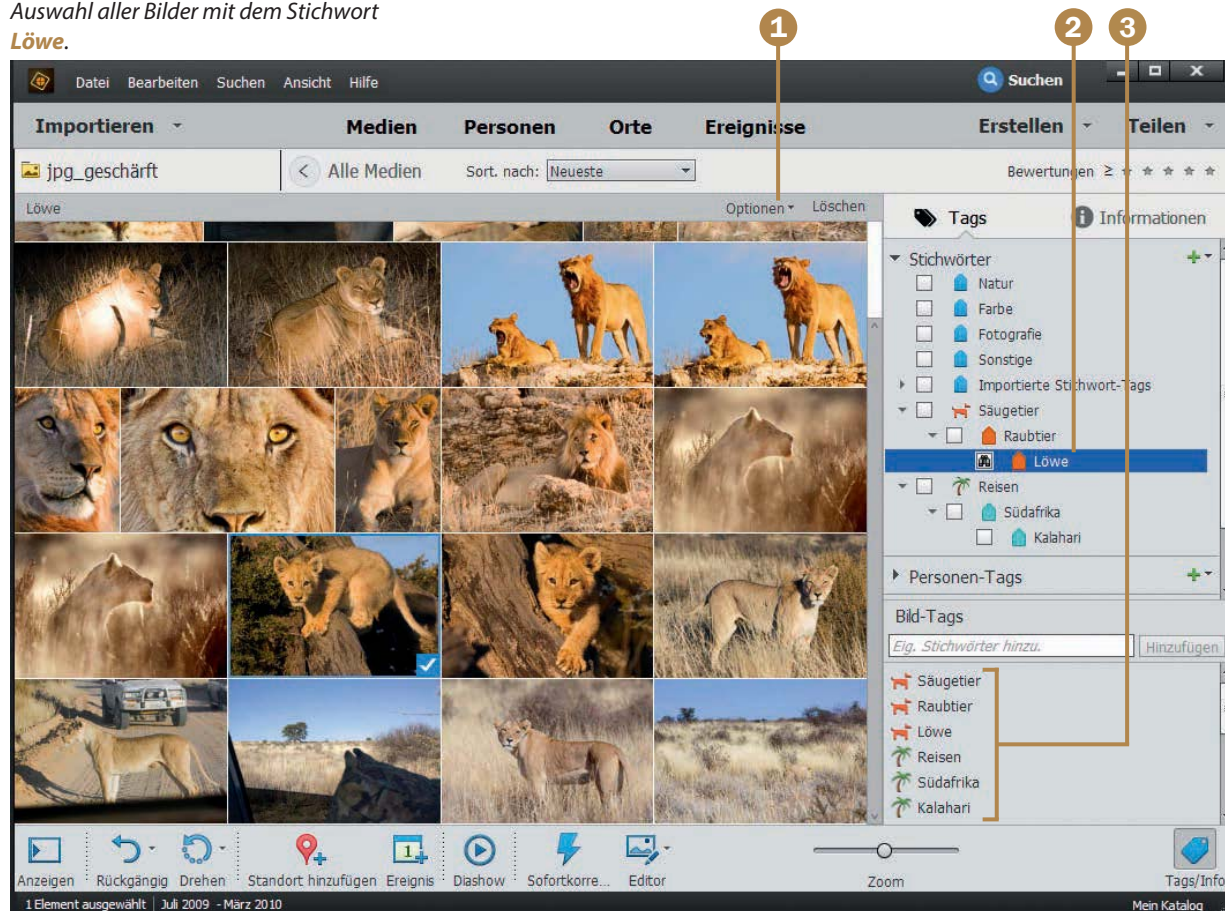 Auswahl aller Bilder mit dem Stichwort
Löwe.
1 2 3
Datei Bearbeiten Suchen Ansicht Hilfe Suchen
Importieren Medien Personen Orte Ereignisse Erstellen Teilen
jpg_geschärft Alle Medien Sort. nach: Neueste Bewertungen ≥
Löwe Optionen Löschen
Tags Informationen
Stichwörter
Natur
Farbe
Fotografie
Sonstige
Importierte Stichwort-Tags
Säugetier
Raubtier
Löwe
Reisen
Südafrika
Kalahari
Personen-Tags
Bild-Tags
Eig. Stichwörter hinzu. Hinzufügen
Säugetier
Raubtier
Löwe
Reisen
Südafrika
Kalahari
Anzeigen Rückgängig Drehen Standort hinzufügen Ereignis Diashow Sofortkorre... Editor Zoom Tags/Info
1 Element ausgewählt Juli 2009 - März 2010 Mein Katalog